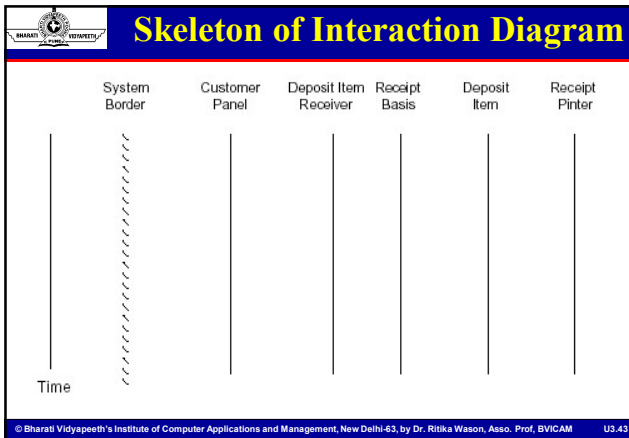 BHARATI VIDYAPEETH
PUNE
Skeleton of Interaction Diagram
System Border
Customer Panel
Deposit Item Receiver
Receipt Basis
Deposit Item
Receipt Pinter
Time
© Bharati Vidyapeeth's Institute of Computer Applications and Management, New Delhi-63, by Dr. Ritika Wason, Asso. Prof, BVICAM U3.43